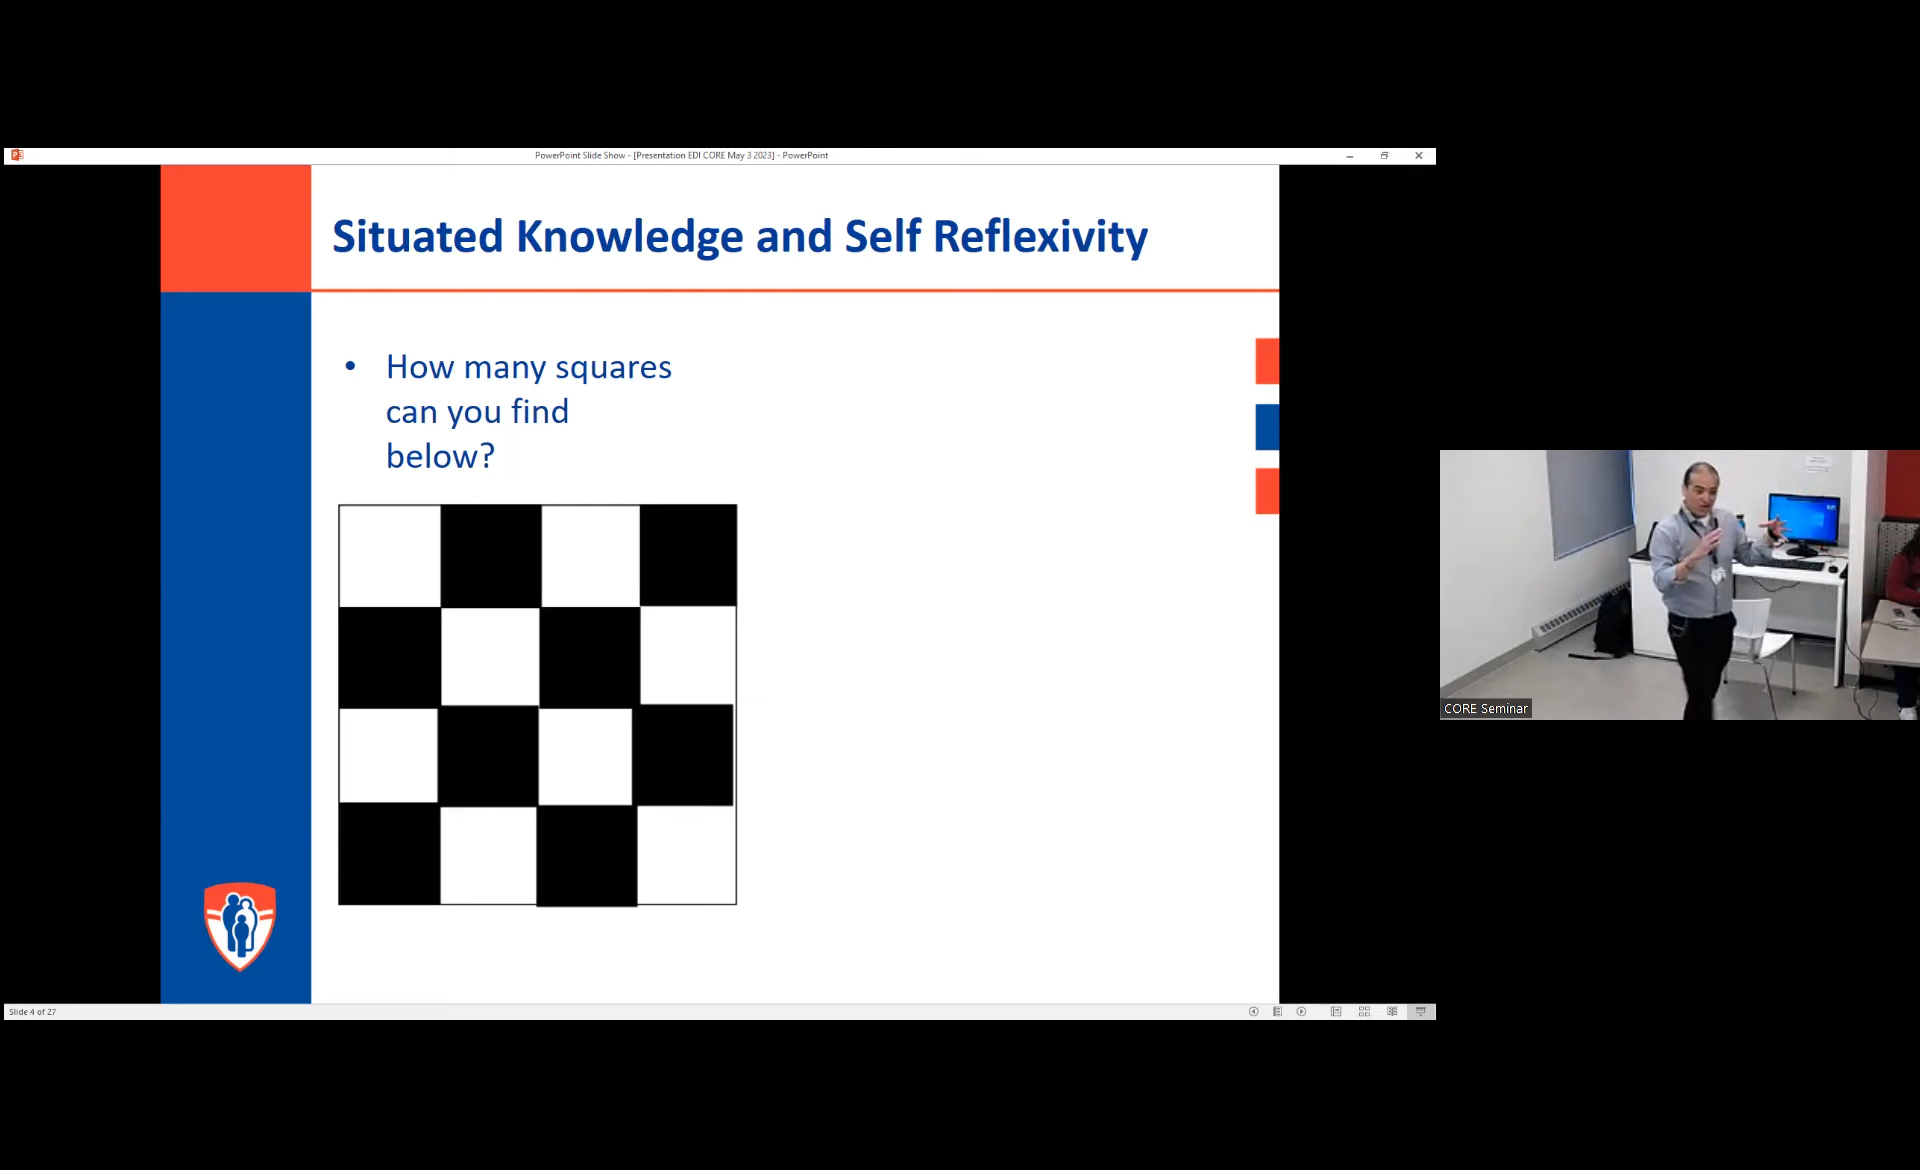 PowerPoint Slide Show - [Presentation EDI CORE May 3 2023] - PowerPoint
Situated Knowledge and Self Reflexivity
• How many squares
can you find
below?
CORE Seminar
Slide 4 of 27